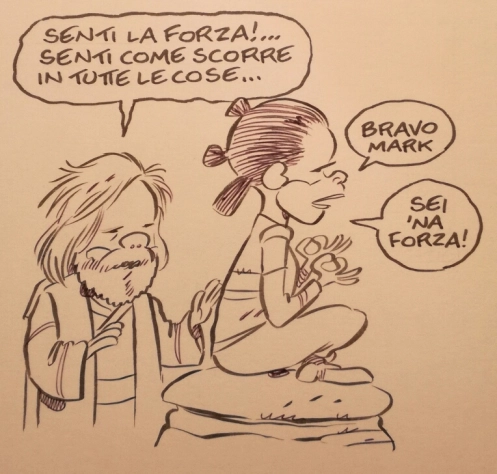 SENTI LA FORZA!...
SENTI COME SCORRE
IN TUTTE LE COSE...
BRAVO
MARK
SEI
'NA
FORZA!